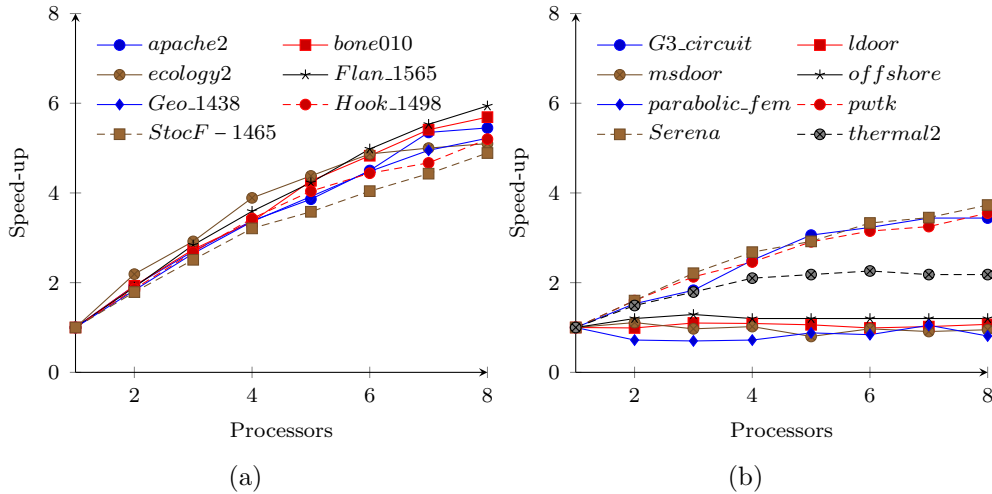 8
6
4
2
0
Speed-up
apache2
bone010
ecology2
Flan_1565
Geo_1438
Hook_1498
StocF − 1465
2
4
6
8
Processors
(a)
8
6
4
2
0
Speed-up
G3_circuit
ldoor
msdoor
offshore
parabolic_fem
pwtk
Serena
thermal2
2
4
6
8
Processors
(b)